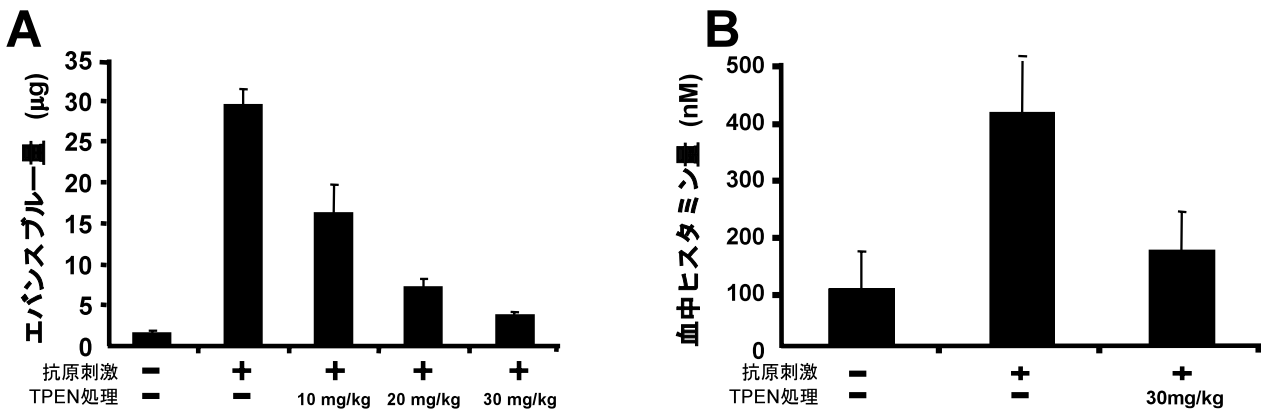 A
エバンスブルー量 (μg)
35
30
25
20
15
10
5
0
抗原刺激 − + + + +
TPEN処理 − − 10 mg/kg 20 mg/kg 30 mg/kg
B
血中ヒスタミン量 (nM)
500
400
300
200
100
0
抗原刺激 − + +
TPEN処理 − − 30mg/kg